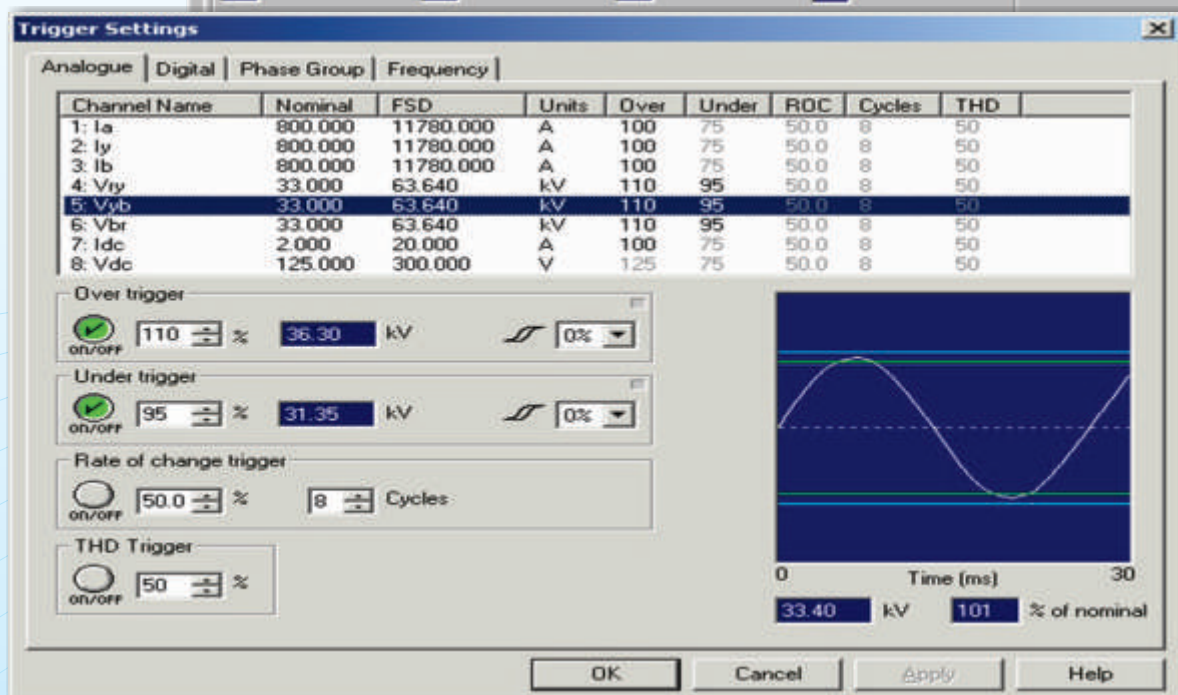 Trigger Settings
Analogue Digital Phase Group Frequency
Channel Name Nominal FSD Units Over Under ROC Cycles THD
1: Ia 800.000 11780.000 A 100 75 50.0 8 50
2: Iy 800.000 11780.000 A 100 75 50.0 8 50
3: Ib 800.000 11780.000 A 100 75 50.0 8 50
4: Vry 33.000 63.640 kV 110 95 50.0 8 50
5: Vyb 33.000 63.640 kV 110 95 50.0 8 50
6: Vbr 33.000 63.640 kV 110 95 50.0 8 50
7: Idc 2.000 20.000 A 100 75 50.0 8 50
8: Vdc 125.000 300.000 V 125 75 50.0 8 50
Over trigger
110 % 36.30 kV 0%
ON/OFF
Under trigger
95 % 31.35 kV 0%
ON/OFF
Rate of change trigger
50.0 % 8 Cycles
ON/OFF
THD Trigger
50 %
ON/OFF
0 Time (ms) 30
33.40 kV 101 % of nominal
OK Cancel Apply Help